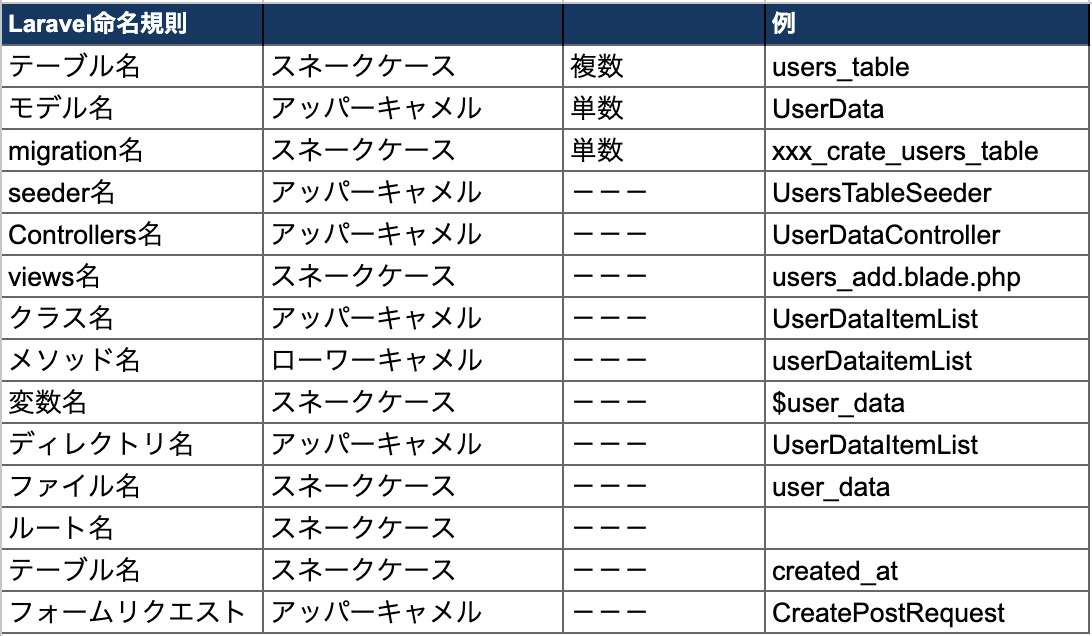 Laravel命名規則 例
テーブル名 スネークケース 複数 users_table
モデル名 アッパーキャメル 単数 UserData
migration名 スネークケース 単数 xxx_crate_users_table
seeder名 アッパーキャメル ーーー UsersTableSeeder
Controllers名 アッパーキャメル ーーー UserDataController
views名 スネークケース ーーー users_add.blade.php
クラス名 アッパーキャメル ーーー UserDataItemList
メソッド名 ローワーキャメル ーーー userDataitemList
変数名 スネークケース ーーー $user_data
ディレクトリ名 アッパーキャメル ーーー UserDataItemList
ファイル名 スネークケース ーーー user_data
ルート名 スネークケース ーーー
テーブル名 スネークケース ーーー created_at
フォームリクエスト アッパーキャメル ーーー CreatePostRequest